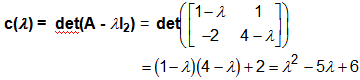 c(λ) = det(A - λI₂) = det([1-λ 1
-2 4-λ])
=(1-λ)(4-λ)+2=λ²-5λ+6